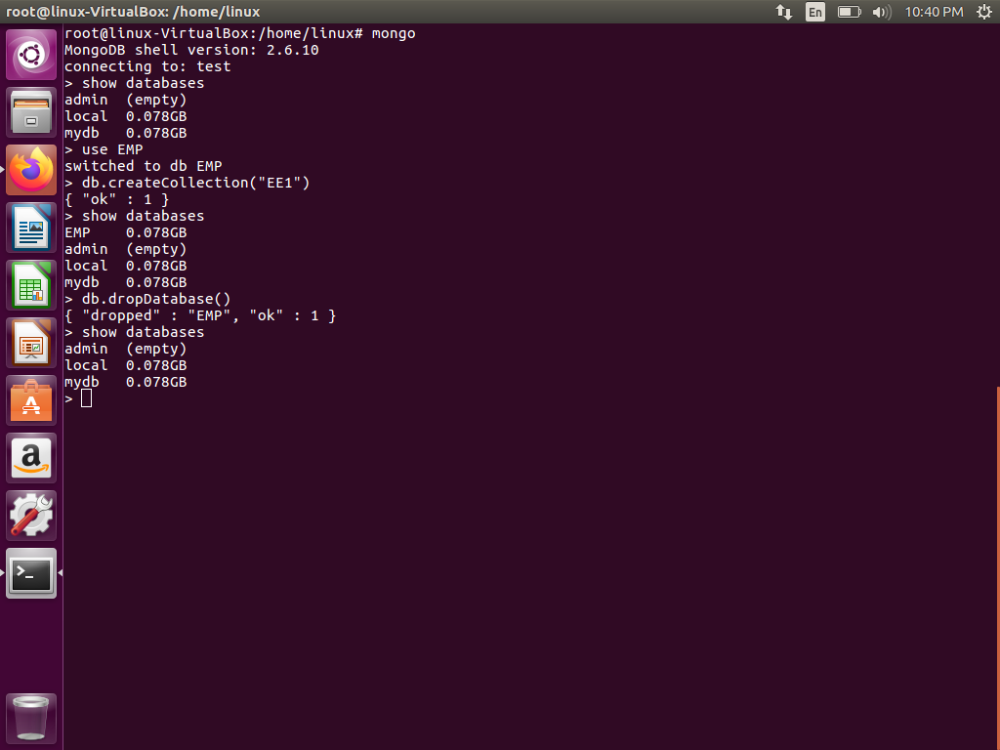 root@linux-VirtualBox: /home/linux
En
10:40 PM
root@linux-VirtualBox:/home/linux# mongo
MongoDB shell version: 2.6.10
connecting to: test
> show databases
admin  (empty)
local  0.078GB
mydb   0.078GB
> use EMP
switched to db EMP
> db.createCollection("EE1")
{ "ok" : 1 }
> show databases
EMP    0.078GB
admin  (empty)
local  0.078GB
mydb   0.078GB
> db.dropDatabase()
{ "dropped" : "EMP", "ok" : 1 }
> show databases
admin  (empty)
local  0.078GB
mydb   0.078GB
>